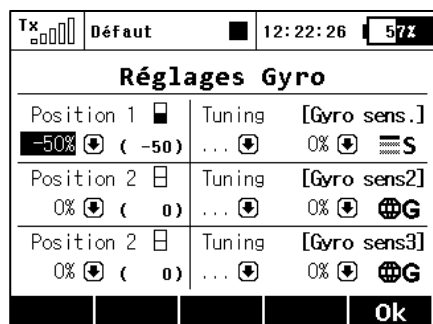 Tx Défaut 12:22:26 57%
Réglages Gyro
Position 1 Tuning [Gyro sens.]
-50% ( -50) ... 0% S
Position 2 Tuning [Gyro sens2]
0% ( 0) ... 0% G
Position 2 Tuning [Gyro sens3]
0% ( 0) ... 0% G
Ok